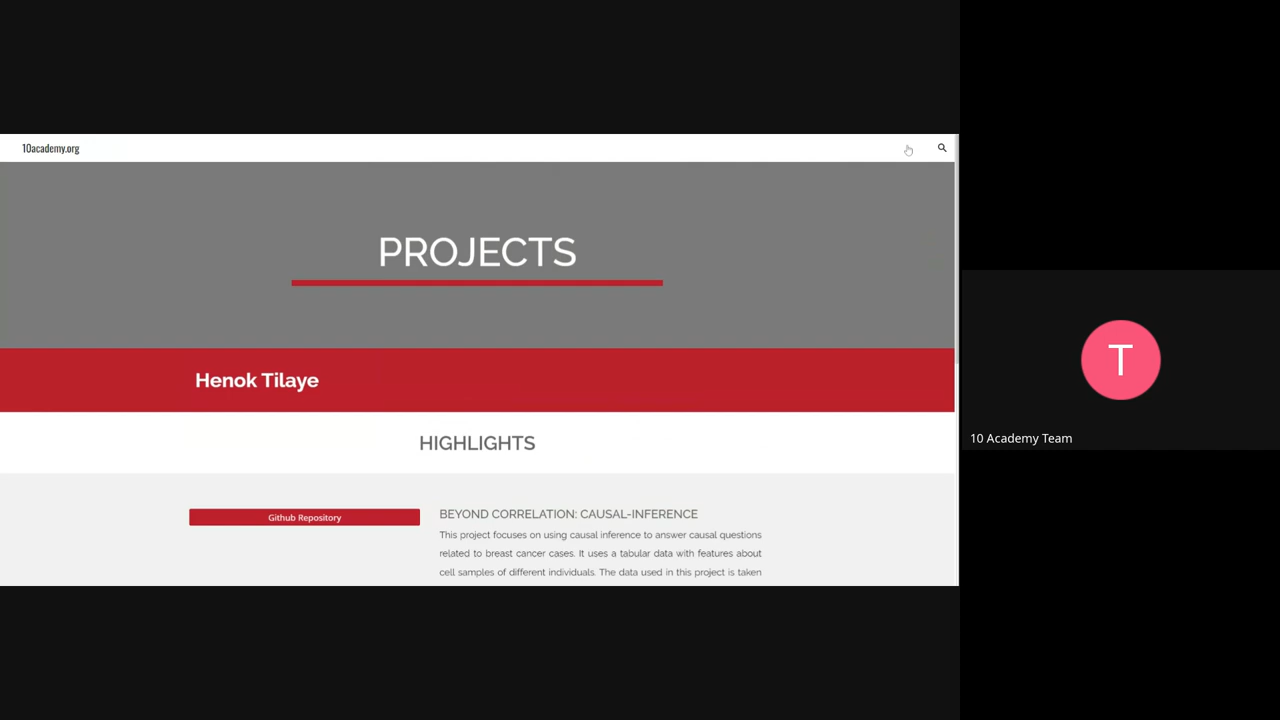 10academy.org
PROJECTS
Henok Tilaye
HIGHLIGHTS
Github Repository
BEYOND CORRELATION: CAUSAL-INFERENCE
This project focuses on using causal inference to answer causal questions
related to breast cancer cases. It uses a tabular data with features about
cell samples of different individuals. The data used in this project is taken
T
10 Academy Team